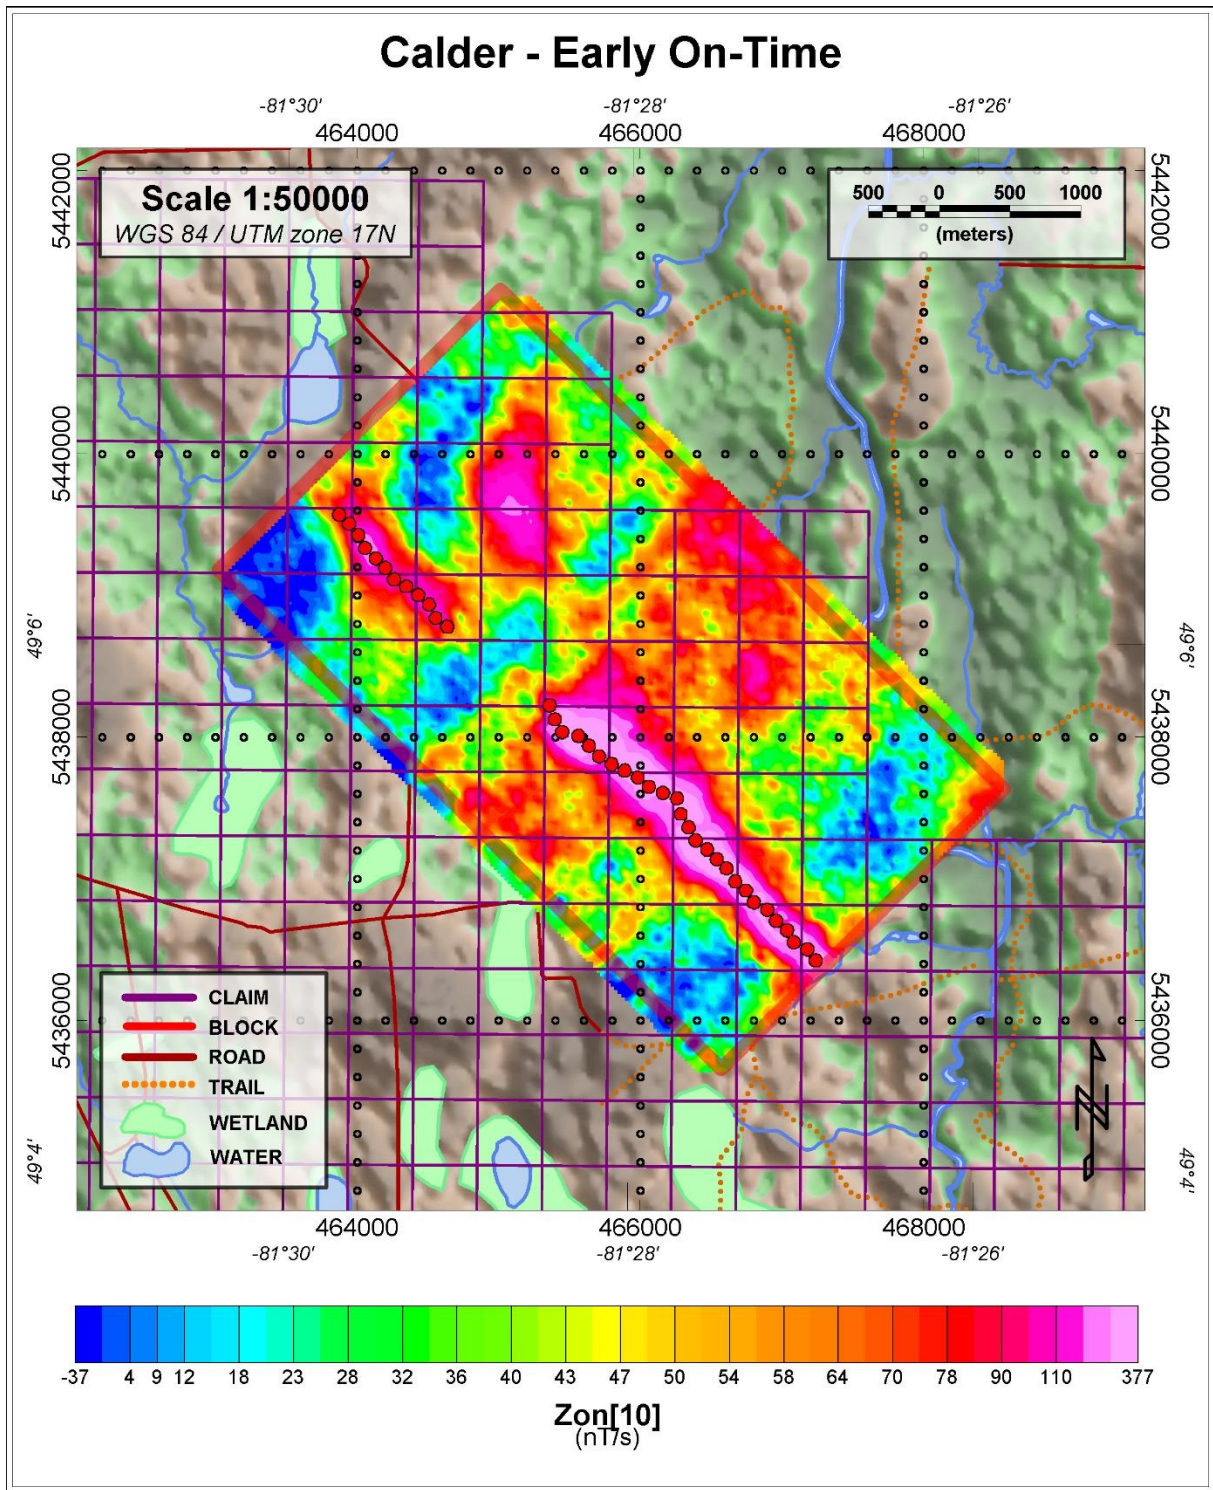 Calder - Early On-Time
-81°30' -81°28' -81°26'
464000 466000 468000
5442000
5442000
Scale 1:50000
WGS 84 / UTM zone 17N
500 0 500 1000
(meters)
5440000
5440000
49°6'
49°6'
5438000
5438000
5436000
5436000
CLAIM
BLOCK
ROAD
TRAIL
WETLAND
WATER
N
49°4'
49°4'
464000 466000 468000
-81°30' -81°28' -81°26'
-37 4 9 12 18 23 28 32 36 40 43 47 50 54 58 64 70 78 90 110 377
Zon[10]
(nT/s)